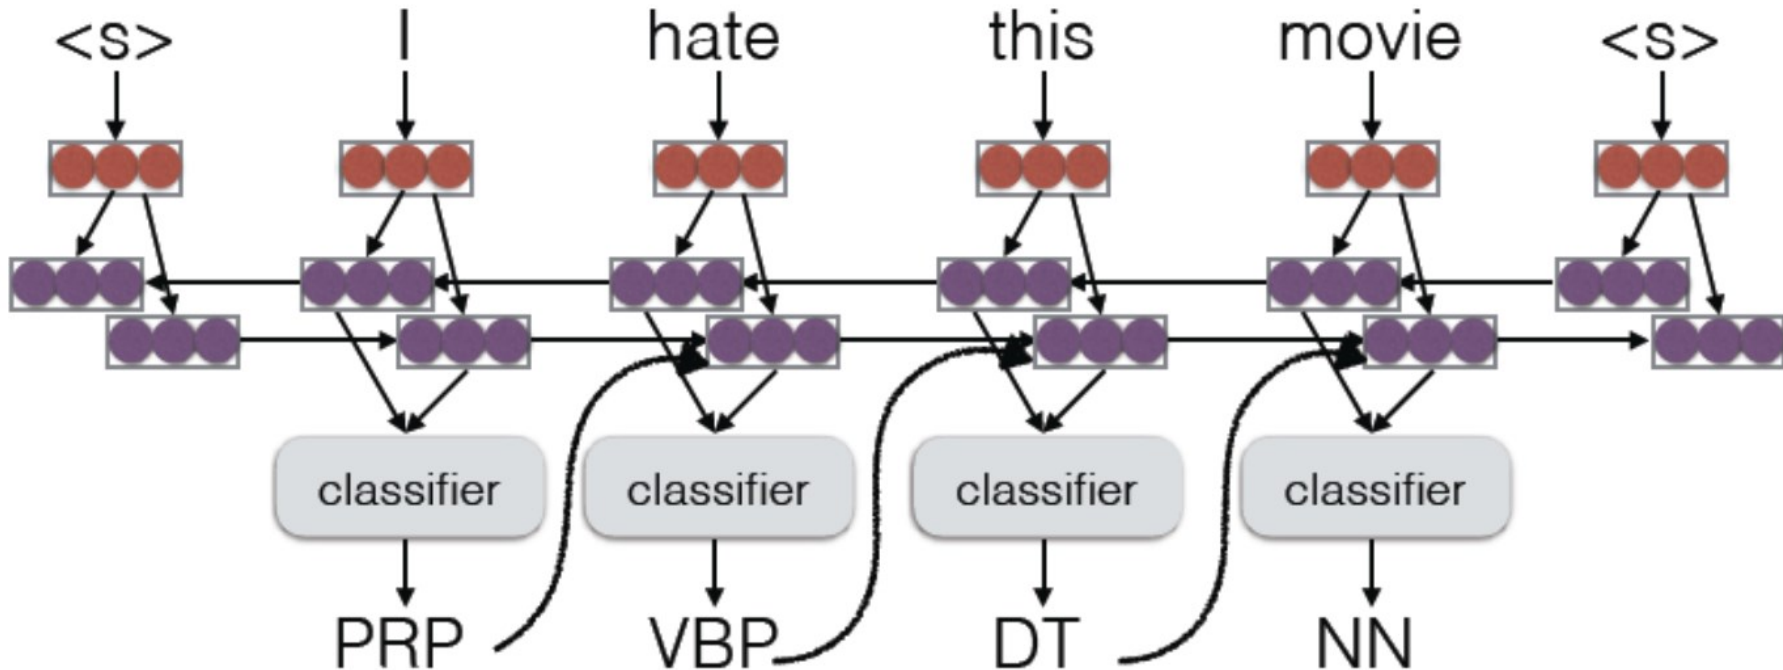 <s> I hate this movie <s>
classifier classifier classifier classifier
PRP VBP DT NN